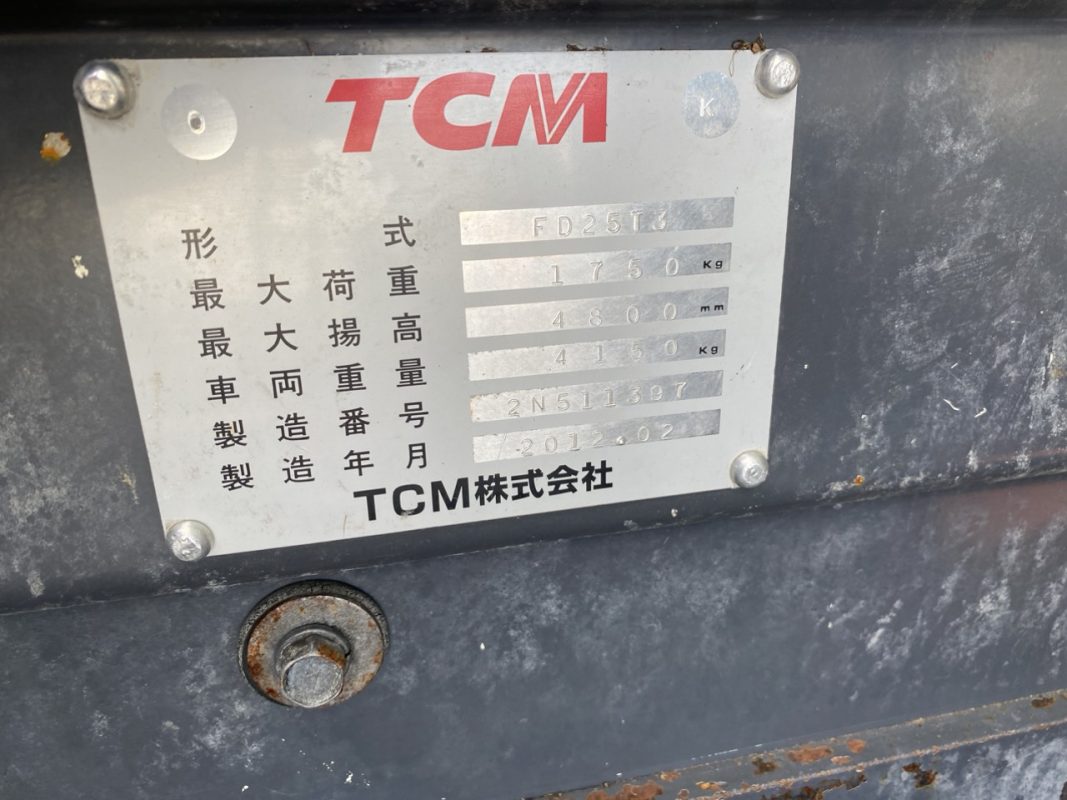 TCM
K
形式 FD25T3
最大荷重 1750 Kg
最大揚高 4800 mm
車両重量 4150 Kg
製造番号 2N511397
製造年月 2012.02
TCM株式会社